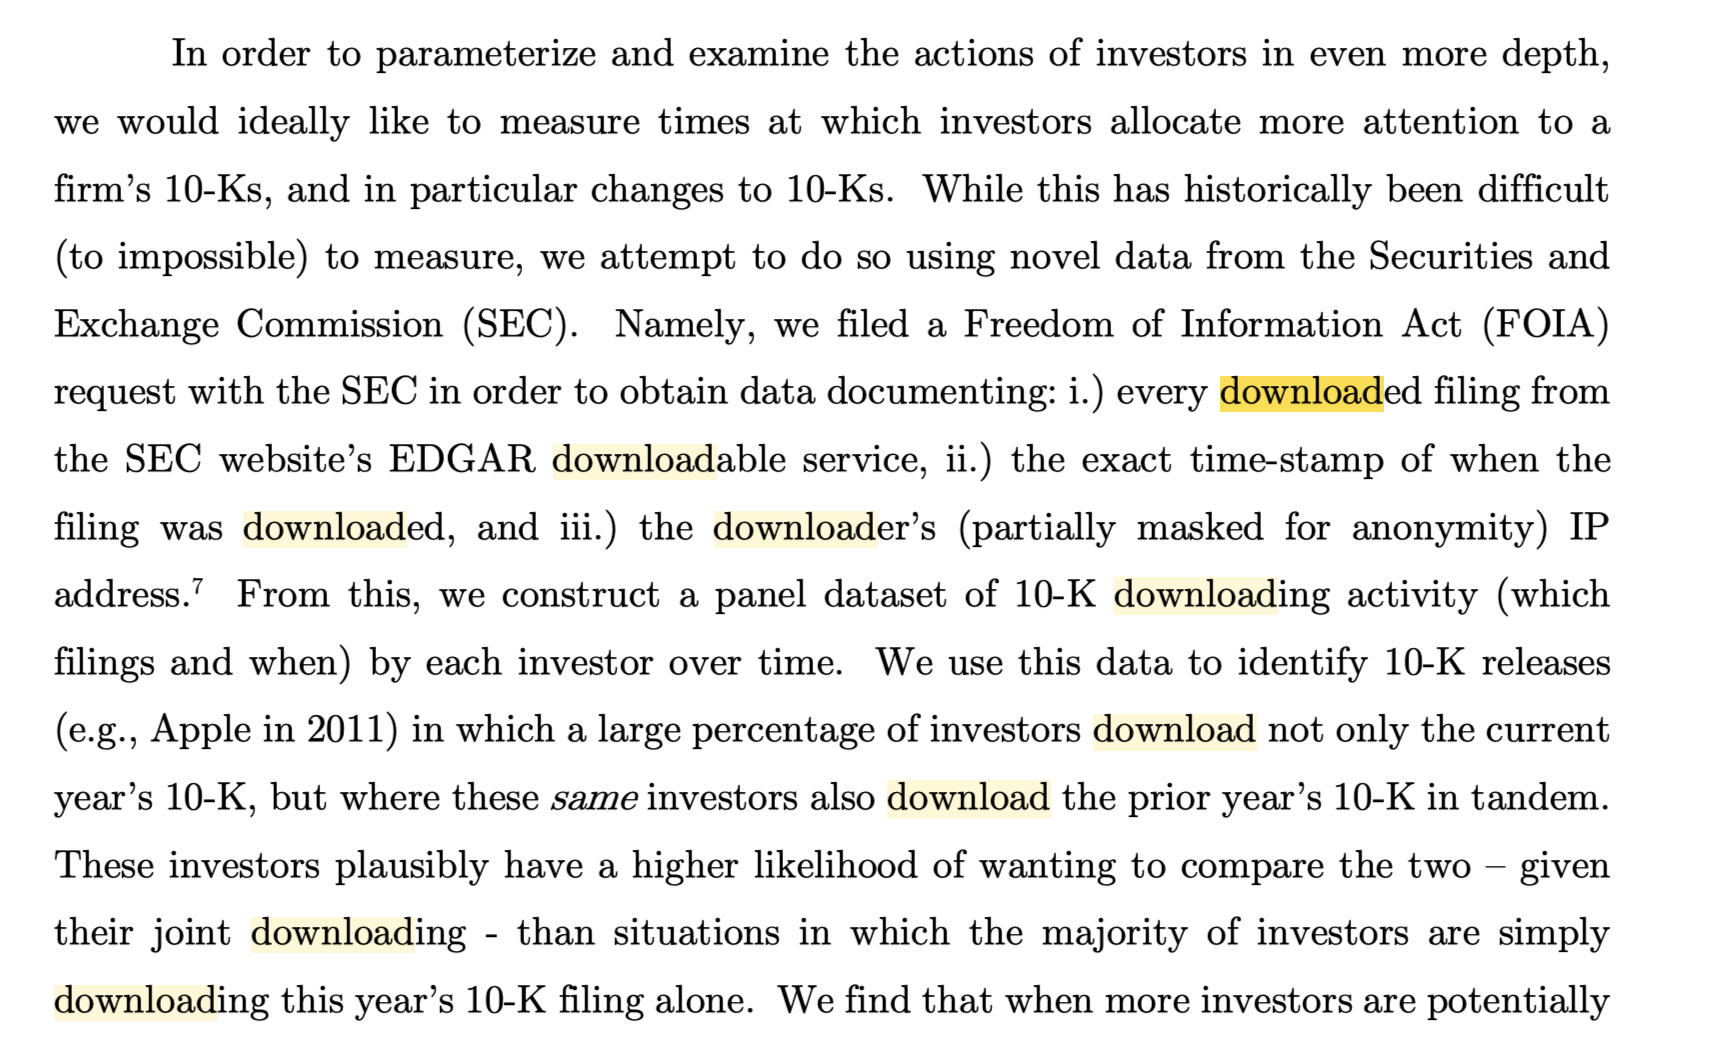 In order to parameterize and examine the actions of investors in even more depth,
we would ideally like to measure times at which investors allocate more attention to a
firm’s 10-Ks, and in particular changes to 10-Ks. While this has historically been difficult
(to impossible) to measure, we attempt to do so using novel data from the Securities and
Exchange Commission (SEC). Namely, we filed a Freedom of Information Act (FOIA)
request with the SEC in order to obtain data documenting: i.) every downloaded filing from
the SEC website’s EDGAR downloadable service, ii.) the exact time-stamp of when the
filing was downloaded, and iii.) the downloader’s (partially masked for anonymity) IP
address.⁷ From this, we construct a panel dataset of 10-K downloading activity (which
filings and when) by each investor over time. We use this data to identify 10-K releases
(e.g., Apple in 2011) in which a large percentage of investors download not only the current
year’s 10-K, but where these same investors also download the prior year’s 10-K in tandem.
These investors plausibly have a higher likelihood of wanting to compare the two – given
their joint downloading - than situations in which the majority of investors are simply
downloading this year’s 10-K filing alone. We find that when more investors are potentially